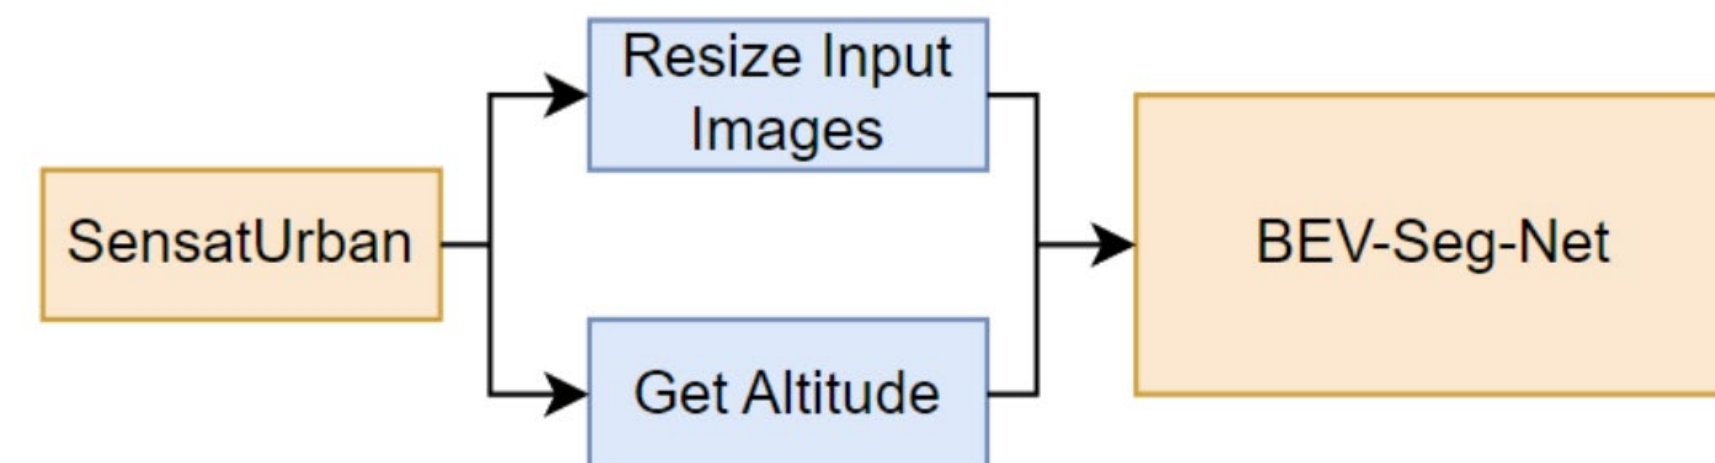 Resize Input
Images
SensatUrban
BEV-Seg-Net
Get Altitude